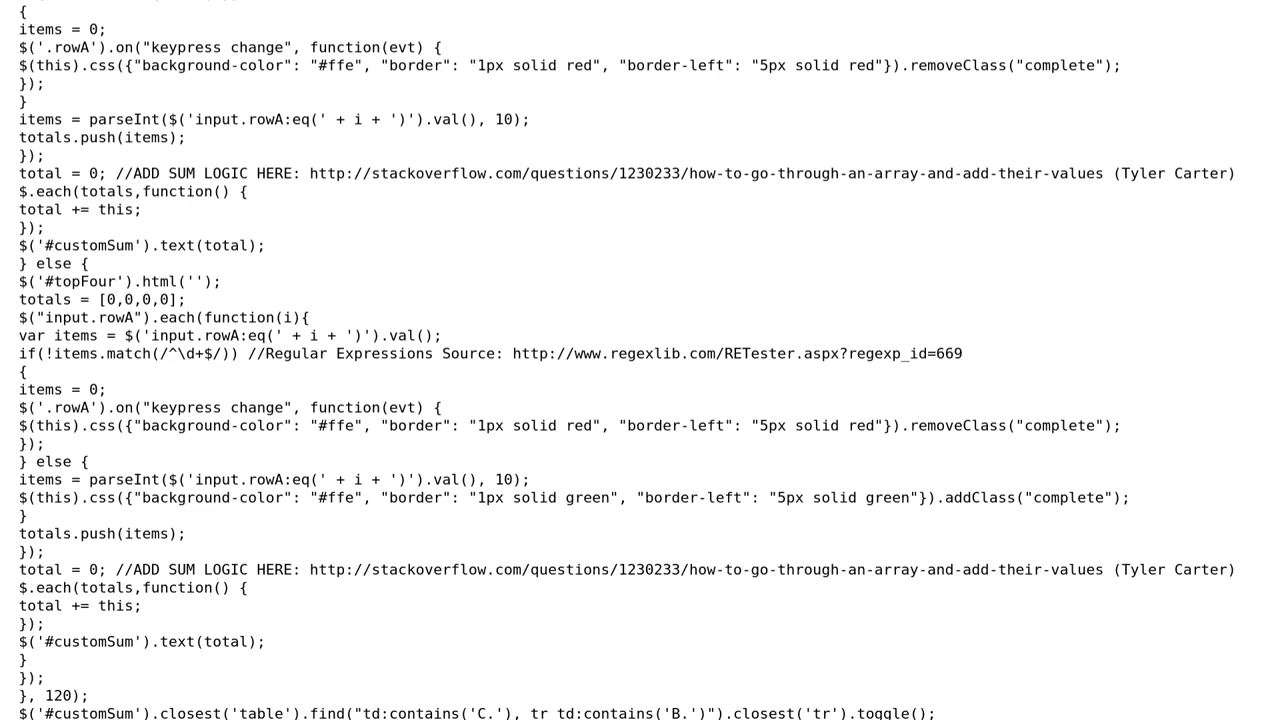 {
items = 0;
$('.rowA').on("keypress change", function(evt) {
$(this).css({"background-color": "#ffe", "border": "1px solid red", "border-left": "5px solid red"}).removeClass("complete");
});
}
items = parseInt($('input.rowA:eq(' + i + ')').val(), 10);
totals.push(items);
});
total = 0; //ADD SUM LOGIC HERE: http://stackoverflow.com/questions/1230233/how-to-go-through-an-array-and-add-their-values (Tyler Carter)
$.each(totals,function() {
total += this;
});
$('#customSum').text(total);
} else {
$('#topFour').html('');
totals = [0,0,0,0];
$("input.rowA").each(function(i){
var items = $('input.rowA:eq(' + i + ')').val();
if(!items.match(/^\d+$/)) //Regular Expressions Source: http://www.regexlib.com/RETester.aspx?regexp_id=669
{
items = 0;
$('.rowA').on("keypress change", function(evt) {
$(this).css({"background-color": "#ffe", "border": "1px solid red", "border-left": "5px solid red"}).removeClass("complete");
});
} else {
items = parseInt($('input.rowA:eq(' + i + ')').val(), 10);
$(this).css({"background-color": "#ffe", "border": "1px solid green", "border-left": "5px solid green"}).addClass("complete");
}
totals.push(items);
});
total = 0; //ADD SUM LOGIC HERE: http://stackoverflow.com/questions/1230233/how-to-go-through-an-array-and-add-their-values (Tyler Carter)
$.each(totals,function() {
total += this;
});
$('#customSum').text(total);
}
});
}, 120);
$('#customSum').closest('table').find("td:contains('C.'), tr td:contains('B.')").closest('tr').toggle();